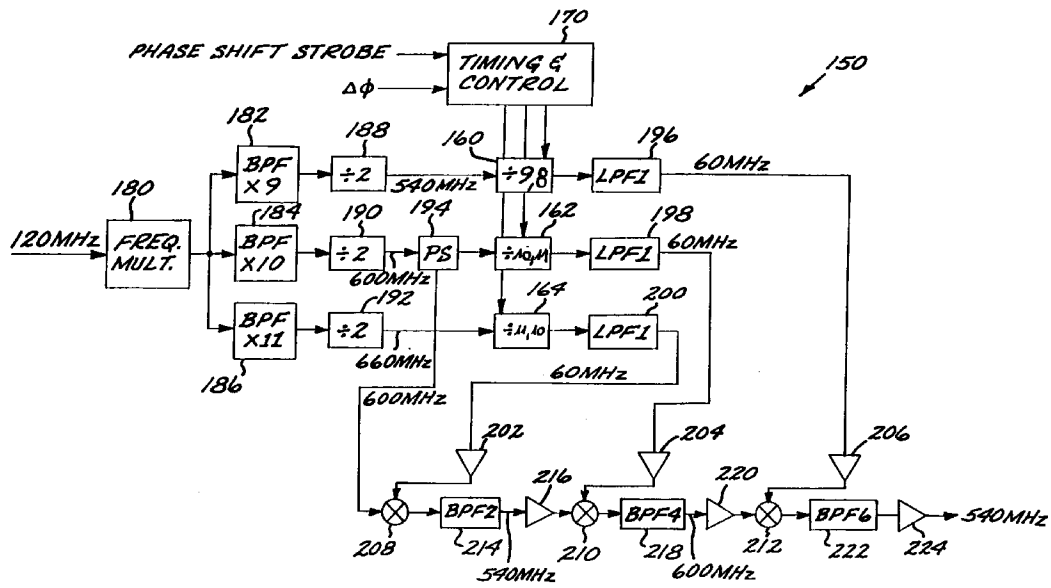 170
PHASE SHIFT STROBE
TIMING &
CONTROL
150
Δφ
182
188
160
196
BPF
×9
÷2
540MHz
÷9,8
LPF1
60MHz
180
184
190
194
162
198
120MHz
FREQ.
MULT.
BPF
×10
÷2
600MHz
PS
÷10,11
LPF1
60MHz
192
164
200
BPF
×11
÷2
660MHz
÷11,10
LPF1
60MHz
186
600MHz
202
204
206
216
220
BPF2
BPF4
BPF6
540MHz
208
214
210
218
212
222
224
540MHz
600MHz